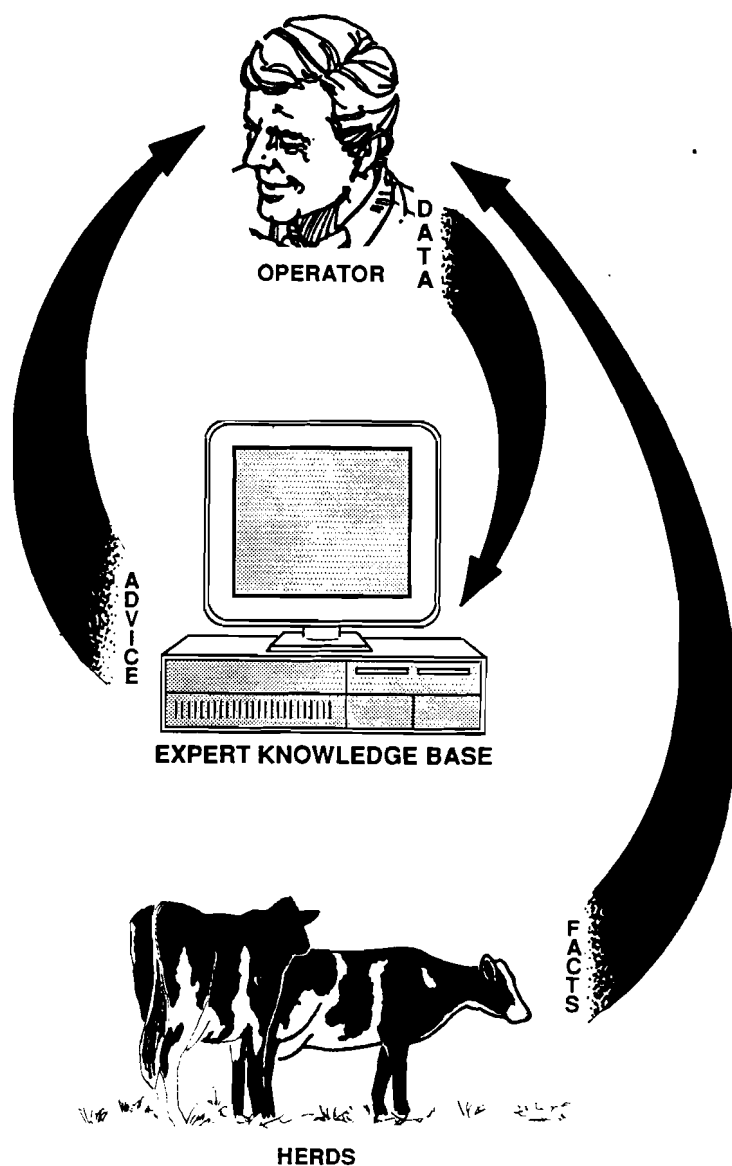 DATA
OPERATOR
ADVICE
EXPERT KNOWLEDGE BASE
FACTS
HERDS